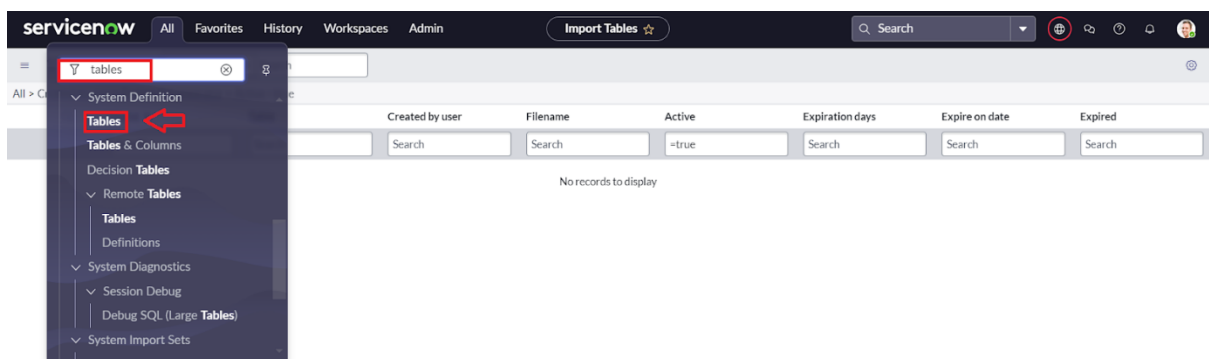 servicenow All Favorites History Workspaces Admin Import Tables Search
tables
All > C
Created by user Filename Active Expiration days Expire on date Expired
Search Search =true Search Search Search
No records to display
System Definition
Tables
Tables & Columns
Decision Tables
Remote Tables
Tables
Definitions
System Diagnostics
Session Debug
Debug SQL (Large Tables)
System Import Sets